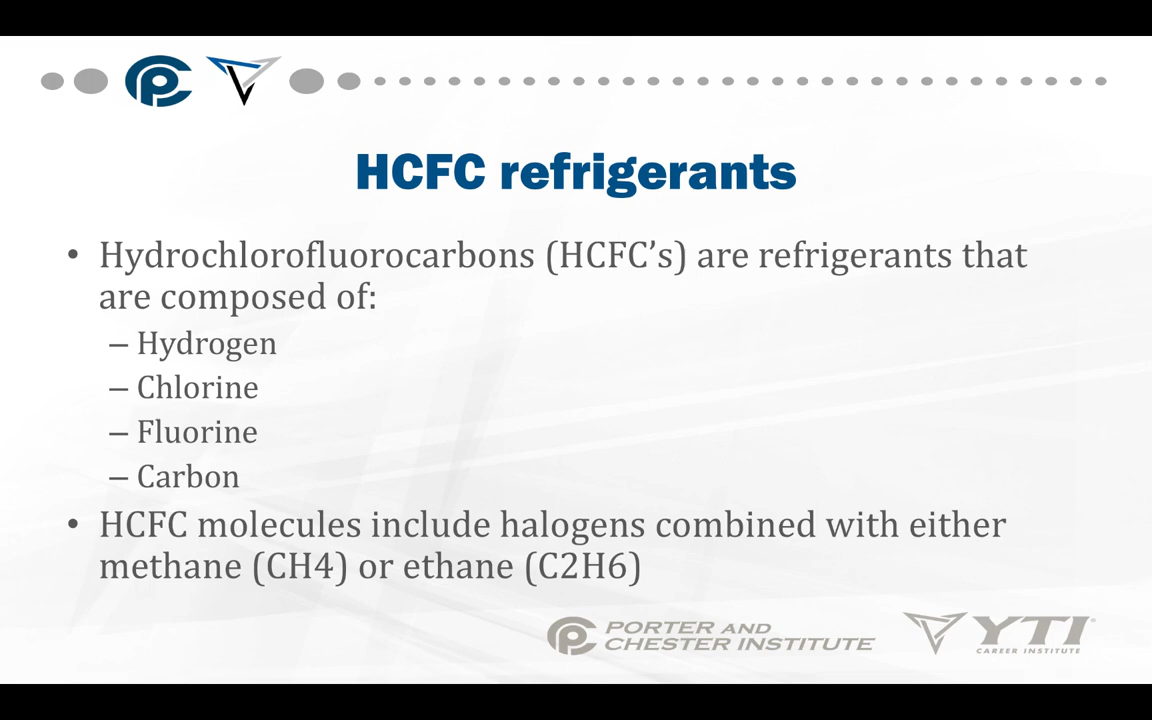 HCFC refrigerants
• Hydrochlorofluorocarbons (HCFC’s) are refrigerants that
are composed of:
– Hydrogen
– Chlorine
– Fluorine
– Carbon
• HCFC molecules include halogens combined with either
methane (CH4) or ethane (C2H6)
PORTER AND
CHESTER INSTITUTE
YTI
CAREER INSTITUTE